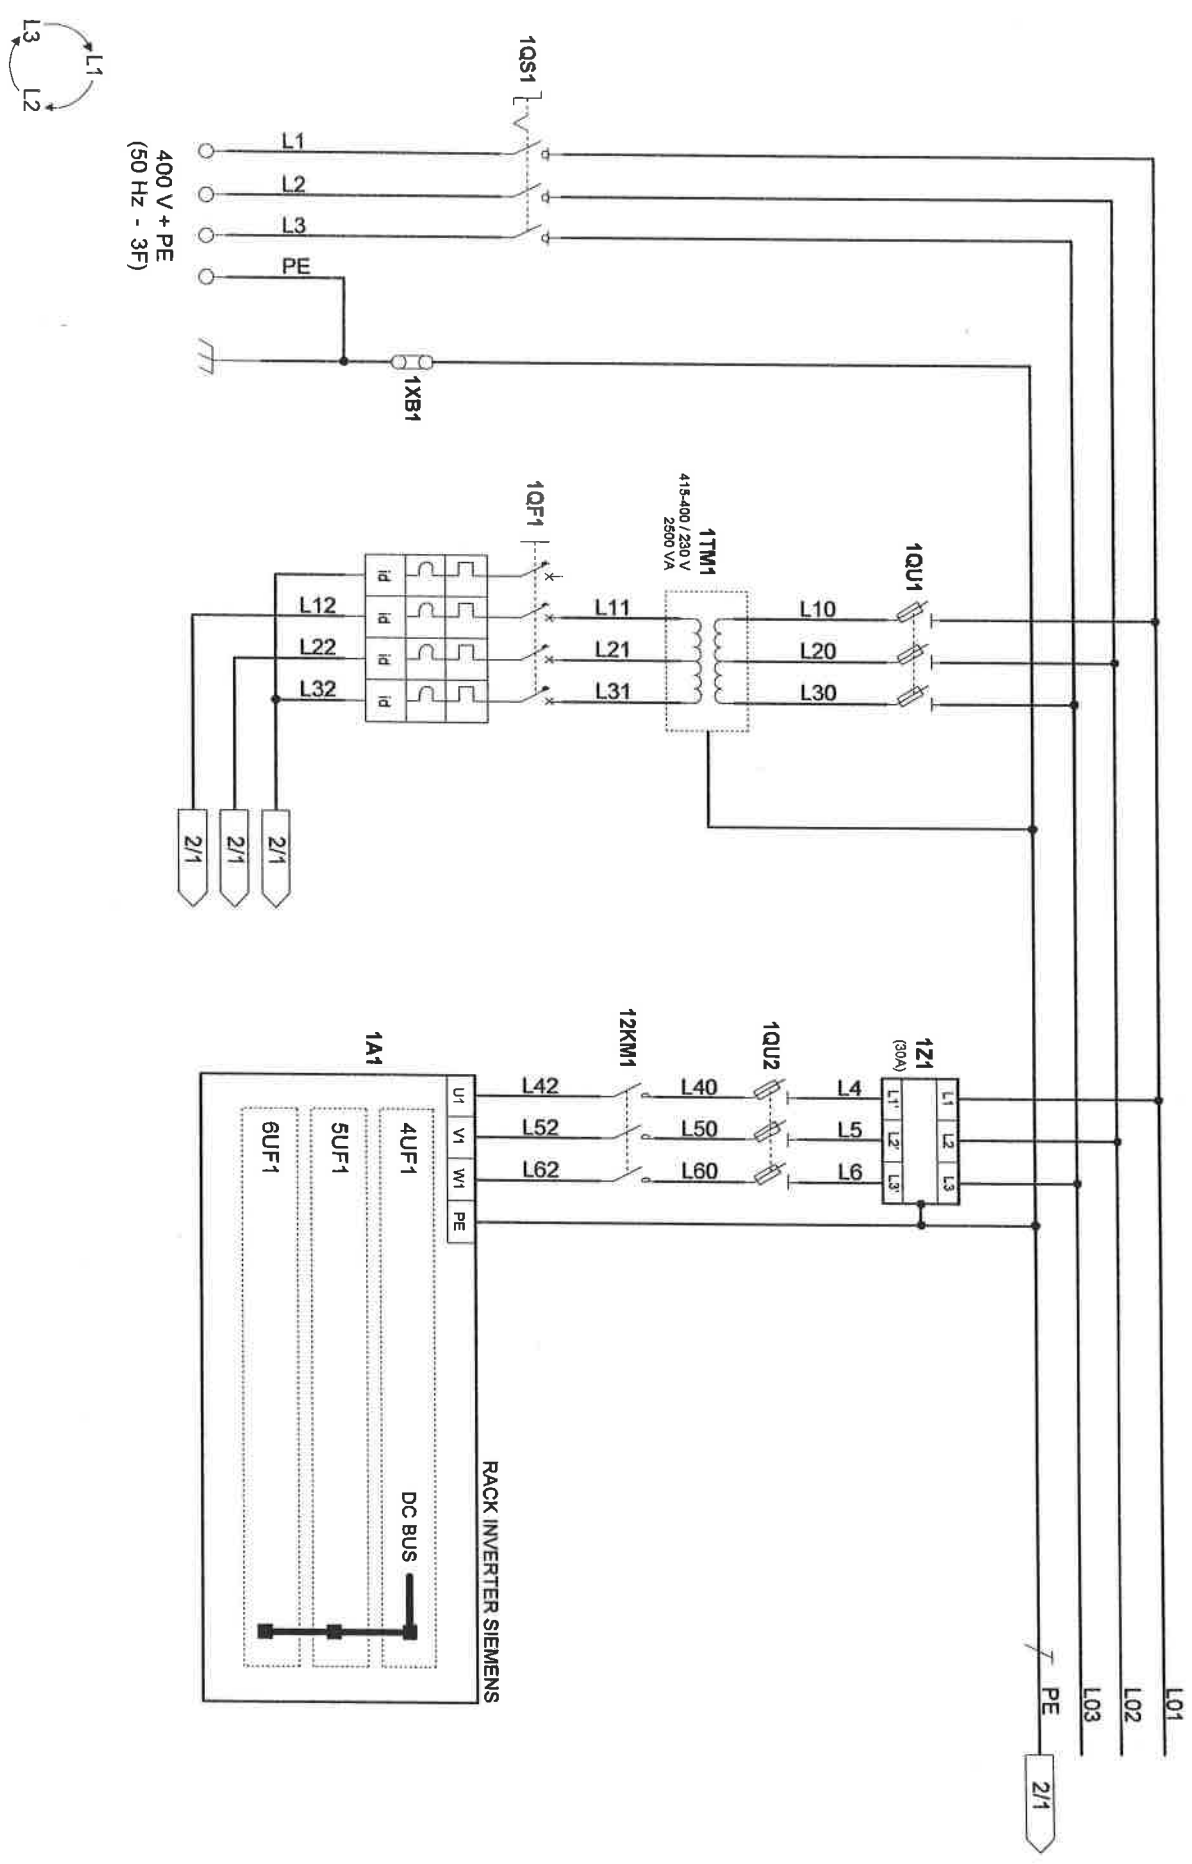 L01
L02
L03
PE
2/1
L3
L1
L2
1QS1
L1
L2
L3
PE
400 V + PE
(50 Hz - 3F)
1XB1
1QU1
L10
L20
L30
1TM1
415-400 / 230 V
2500 VA
L11
L21
L31
1QF1
id
id
id
id
L12
L22
L32
2/1
2/1
2/1
1Z1
(30A)
L1
L2
L3
L1'
L2'
L3'
L4
L5
L6
1QU2
L40
L50
L60
12KM1
L42
L52
L62
1A1
U1
V1
W1
PE
RACK INVERTER SIEMENS
4UF1
5UF1
6UF1
DC BUS